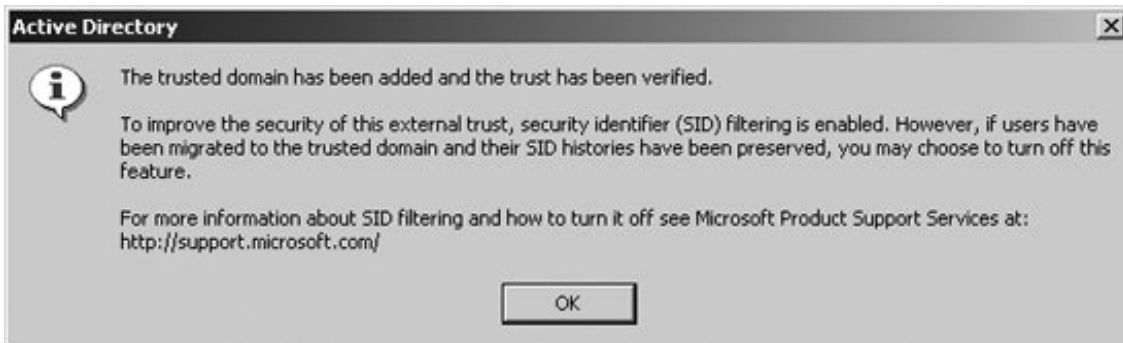 Active Directory
The trusted domain has been added and the trust has been verified.
To improve the security of this external trust, security identifier (SID) filtering is enabled. However, if users have
been migrated to the trusted domain and their SID histories have been preserved, you may choose to turn off this
feature.
For more information about SID filtering and how to turn it off see Microsoft Product Support Services at:
http://support.microsoft.com/
OK